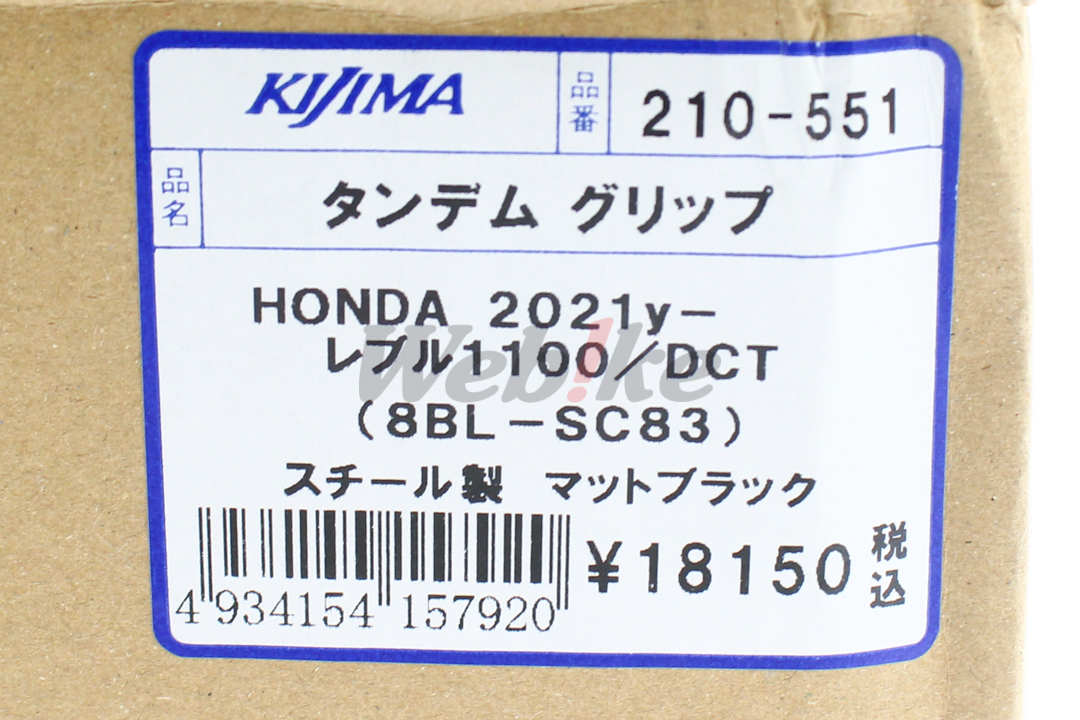 KIJIMA 品番 210-551
品名 タンデム グリップ
HONDA 2021y-
レブル1100/DCT
(8BL-SC83)
スチール製 マットブラック
¥18150 税込
4 934154 157920
Webike